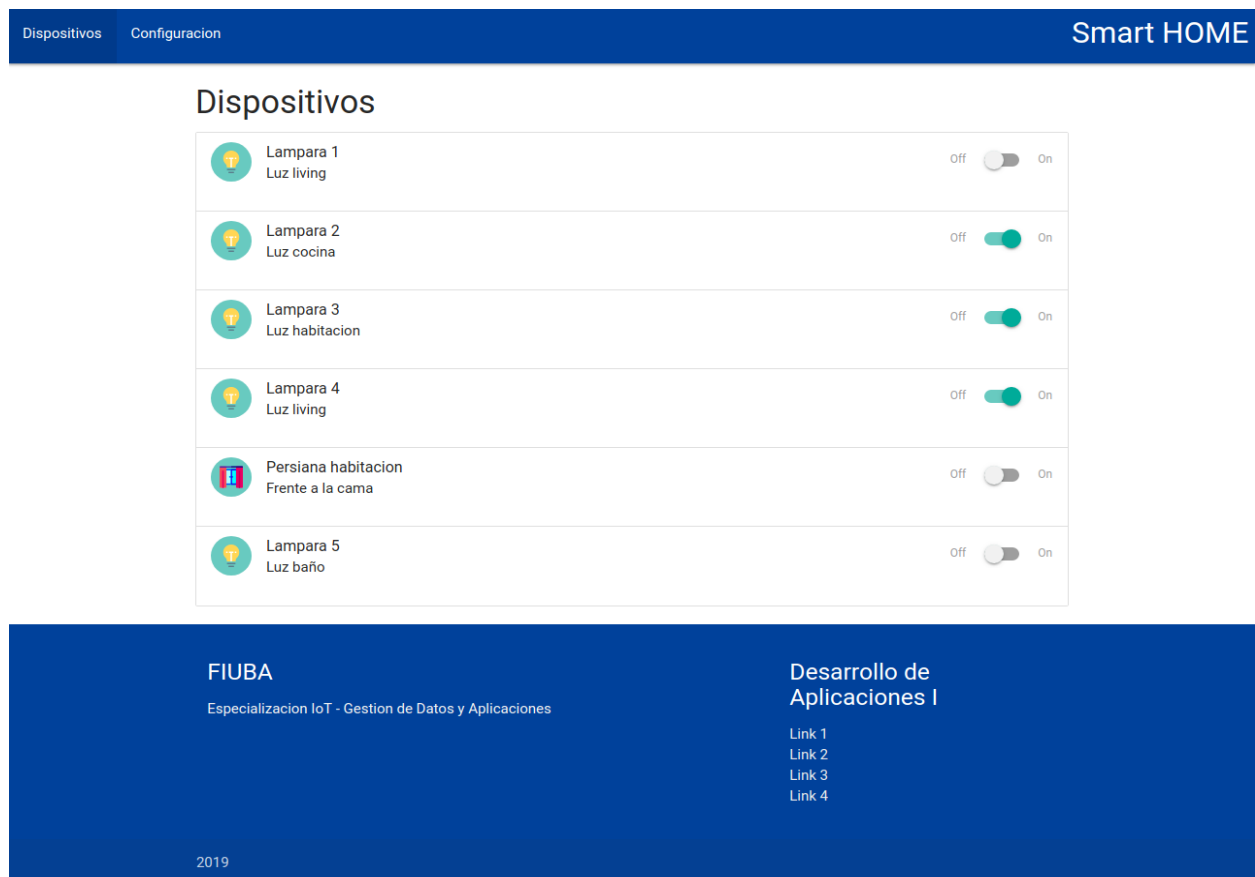 Dispositivos Configuracion Smart HOME
Dispositivos
Lampara 1
Luz living
Off On
Lampara 2
Luz cocina
Off On
Lampara 3
Luz habitacion
Off On
Lampara 4
Luz living
Off On
Persiana habitacion
Frente a la cama
Off On
Lampara 5
Luz baño
Off On
FIUBA
Especializacion IoT - Gestion de Datos y Aplicaciones
Desarrollo de
Aplicaciones I
Link 1
Link 2
Link 3
Link 4
2019